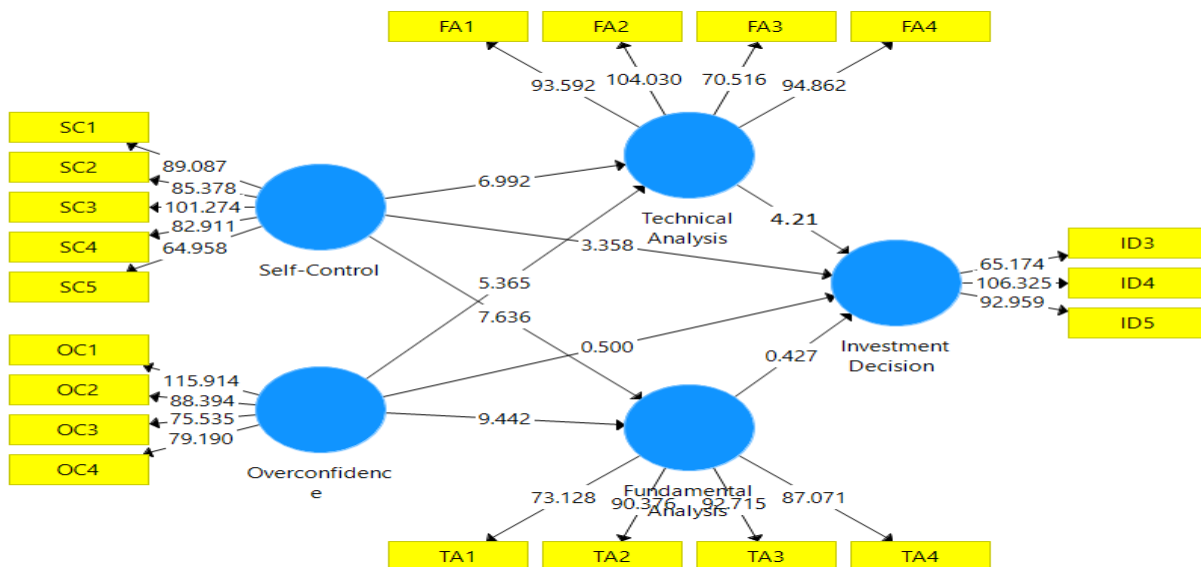 FA1
FA2
FA3
FA4
93.592
104.030
70.516
94.862
SC1
SC2
SC3
SC4
SC5
89.087
85.378
101.274
82.911
64.958
Self-Control
6.992
Technical
Analysis
4.21
3.358
5.365
7.636
0.500
0.427
9.442
ID3
ID4
ID5
65.174
106.325
92.959
Investment
Decision
OC1
OC2
OC3
OC4
115.914
88.394
75.535
79.190
Overconfidenc
e
Fundamental
Analysis
73.128
90.376
92.715
87.071
TA1
TA2
TA3
TA4